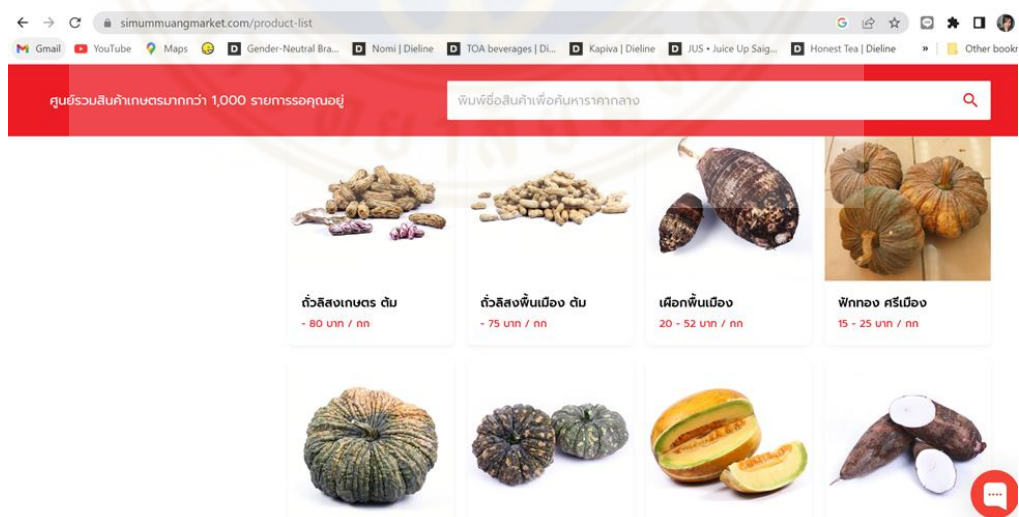 simummuangmarket.com/product-list
Gmail YouTube Maps Gender-Neutral Bra... Nomi | Dieline TOA beverages | Di... Kapiva | Dieline JUS • Juice Up Saig... Honest Tea | Dieline » Other bookr
ศูนย์รวมสินค้าเกษตรมากกว่า 1,000 รายการรอคุณอยู่ พิมพ์ชื่อสินค้าเพื่อค้นหาราคากลาง
ถั่วลิสงเกษตร ต้ม ถั่วลิสงพื้นเมือง ต้ม เผือกพื้นเมือง ฟักทอง ศรีเมือง
- 80 บาท / กก - 75 บาท / กก 20 - 52 บาท / กก 15 - 25 บาท / กก